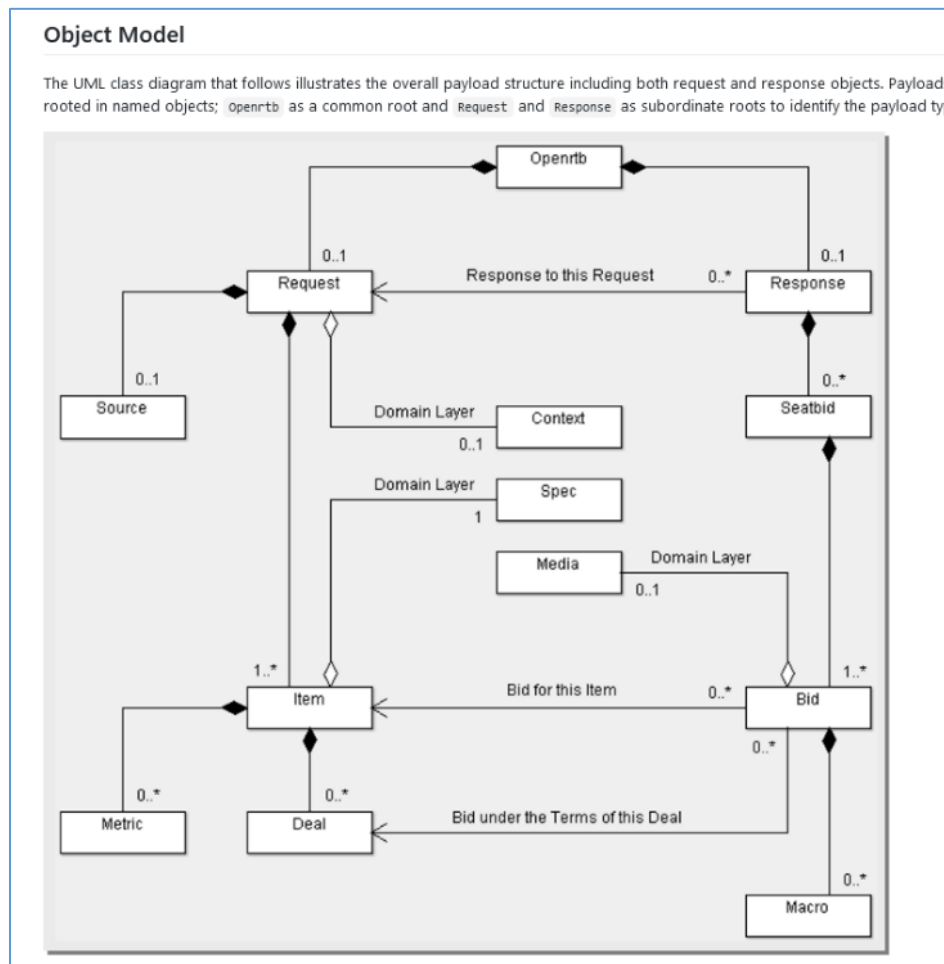 Object Model
The UML class diagram that follows illustrates the overall payload structure including both request and response objects. Payload
rooted in named objects; Openrtb as a common root and Request and Response as subordinate roots to identify the payload ty
Openrtb
0..1
0..1
Request
Response to this Request
0..*
Response
0..1
0..*
Source
Domain Layer
Context
Seatbid
0..1
Domain Layer
Spec
1
Media
Domain Layer
0..1
1..*
1..*
Item
Bid for this Item
0..*
Bid
0..*
0..*
0..*
Metric
Deal
Bid under the Terms of this Deal
0..*
Macro